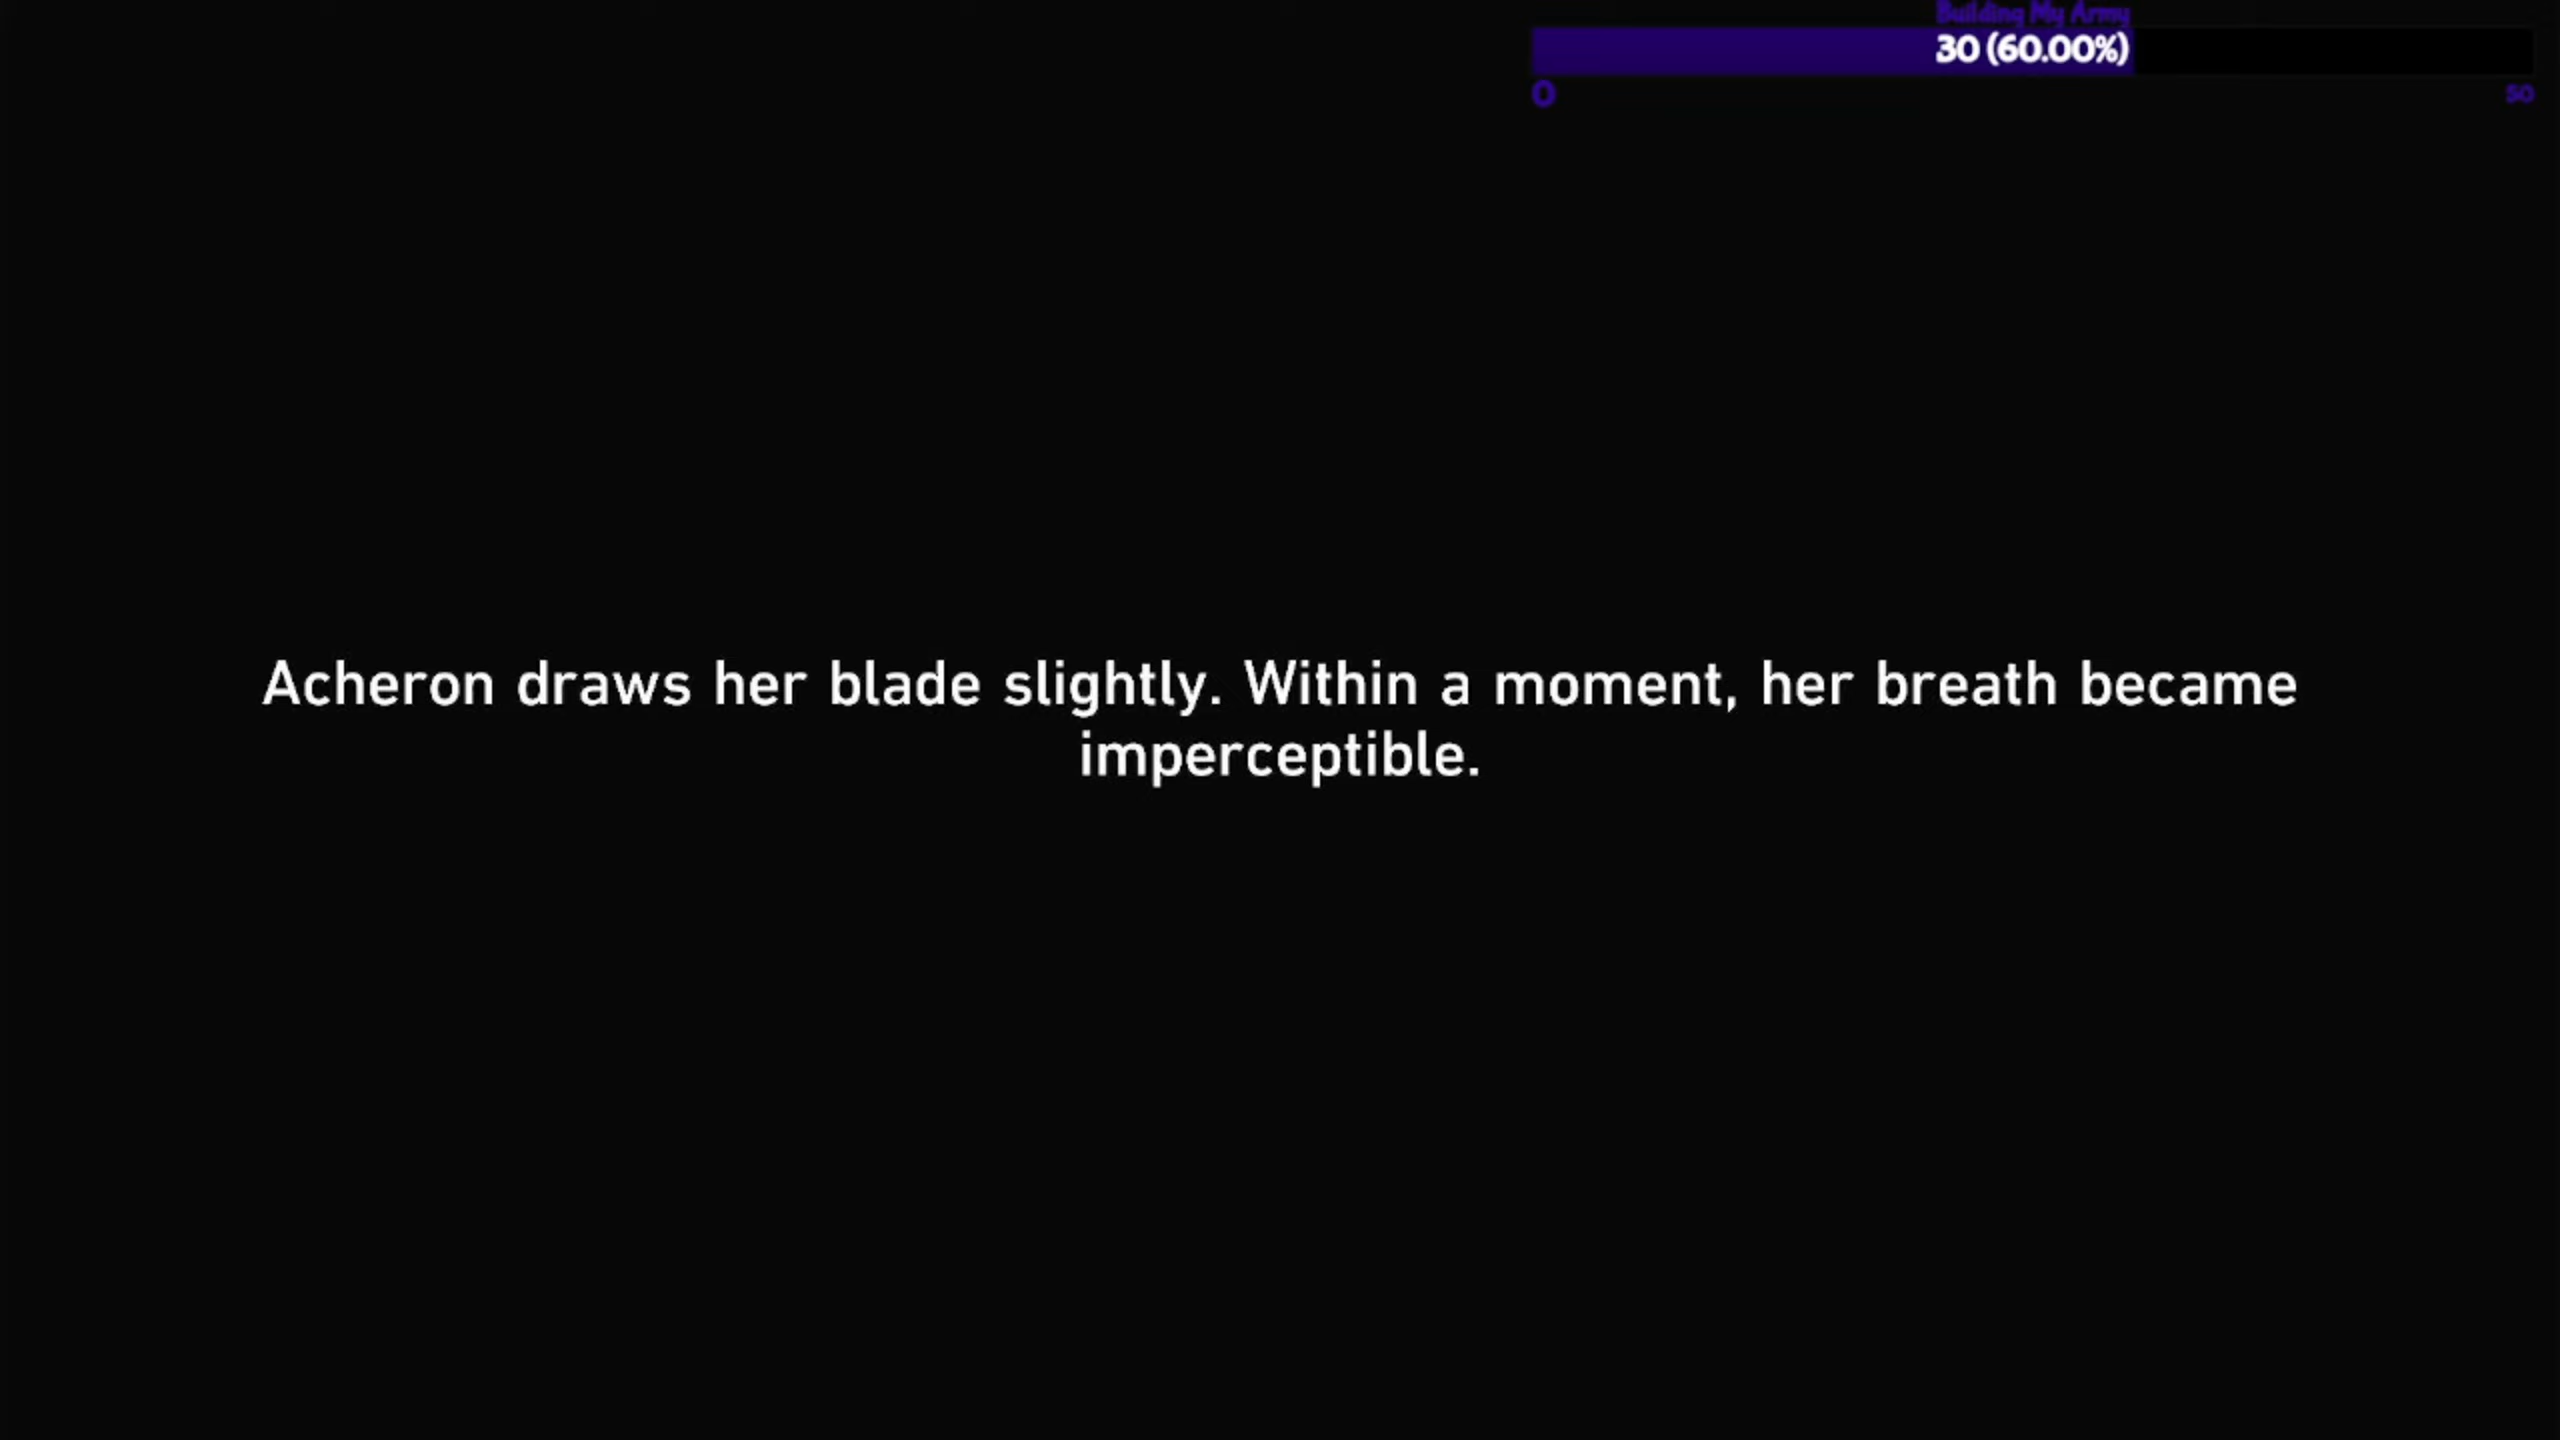 Building My Army
30 (60.00%)
0
50
Acheron draws her blade slightly. Within a moment, her breath became
imperceptible.